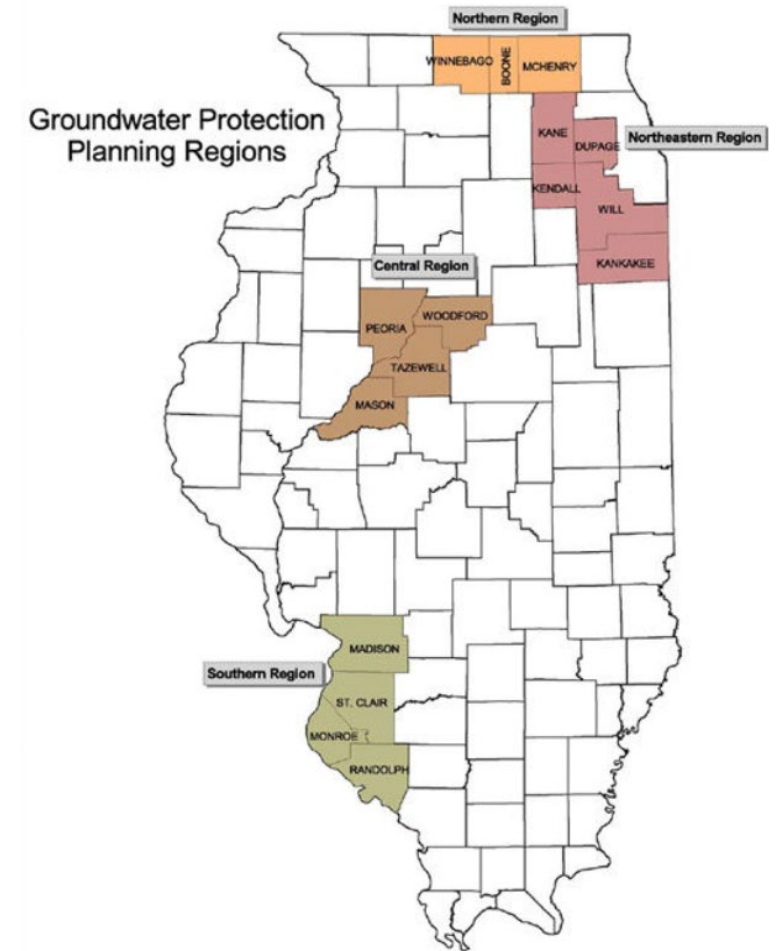 Northern Region
WINNEBAGO
BOONE
MCHENRY
Groundwater Protection
Planning Regions
KANE
DUPAGE
Northeastern Region
KENDALL
WILL
KANKAKEE
Central Region
PEORIA
WOODFORD
TAZEWELL
MASON
MADISON
Southern Region
ST. CLAIR
MONROE
RANDOLPH